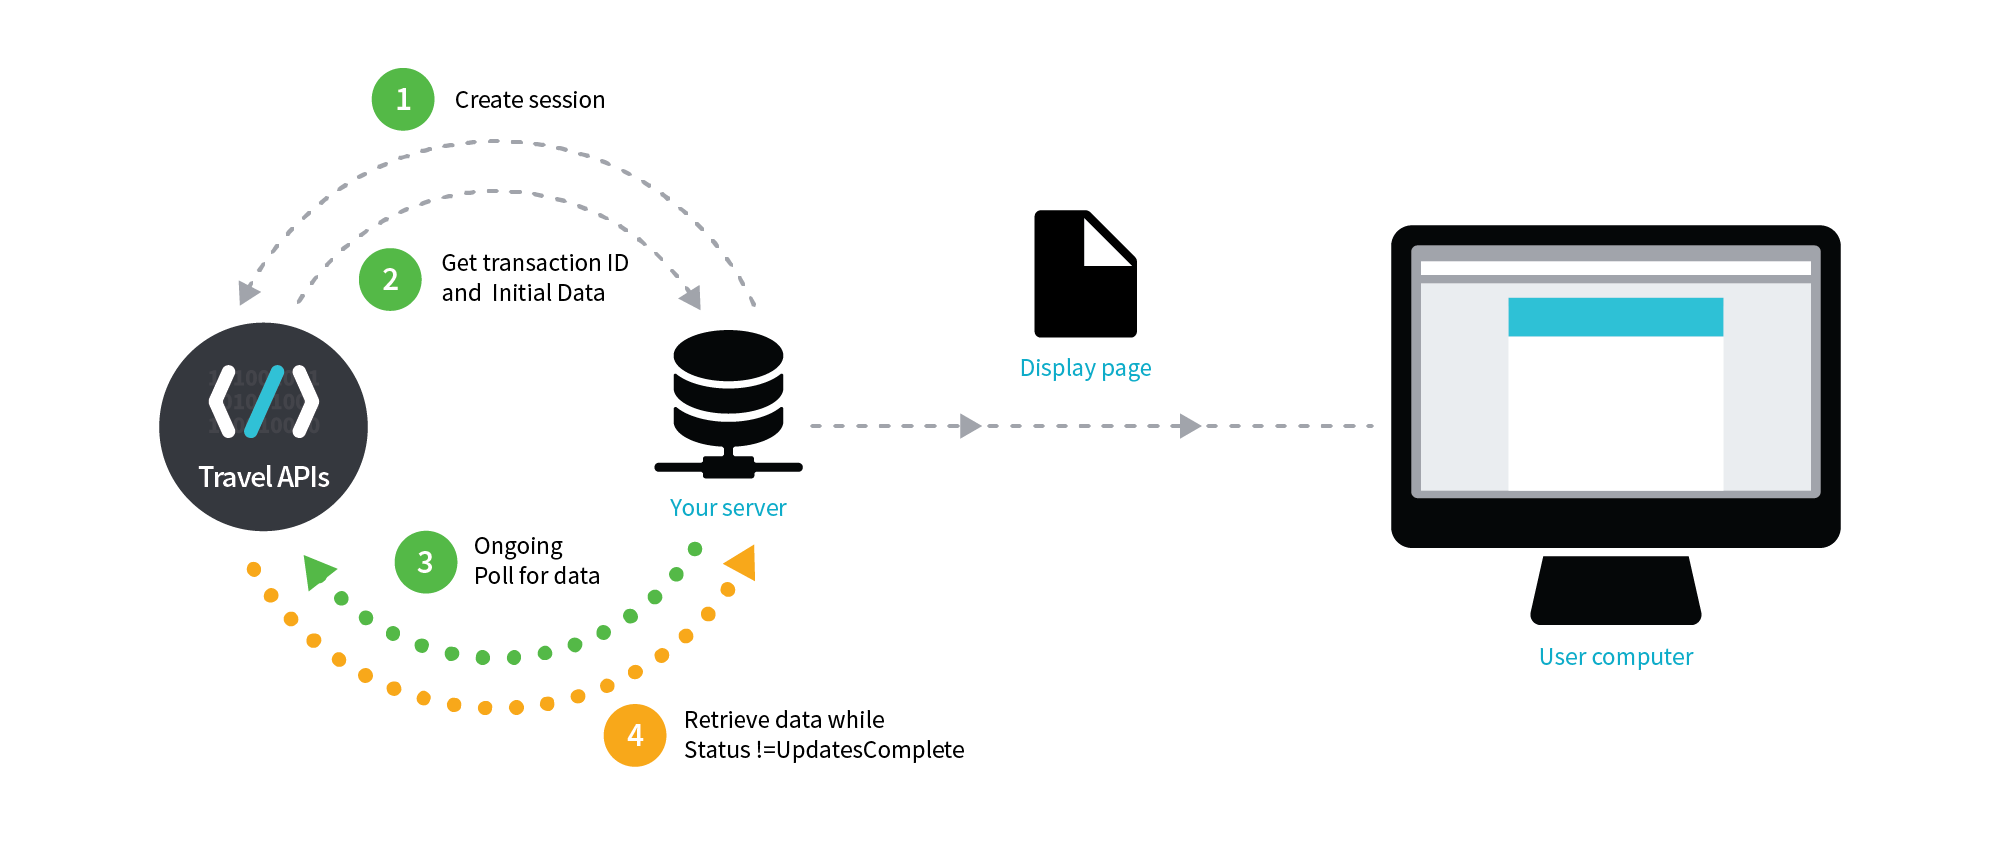 1
Create session
2
Get transaction ID
and  Initial Data
Travel APIs
Your server
Display page
3
Ongoing
Poll for data
4
Retrieve data while
Status !=UpdatesComplete
User computer